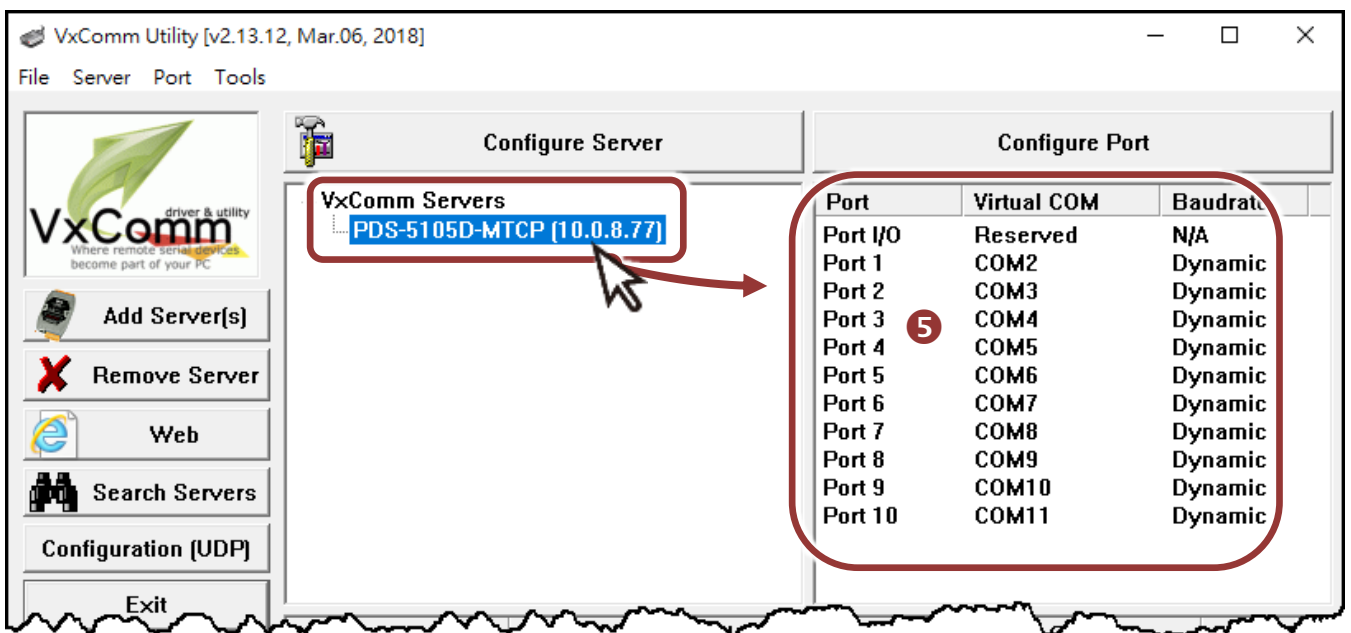 VxComm Utility [v2.13.12, Mar.06, 2018]
File Server Port Tools
VxComm
driver & utility
Where remote serial devices
become part of your PC
Add Server(s)
Remove Server
Web
Search Servers
Configuration (UDP)
Exit
Configure Server
VxComm Servers
PDS-5105D-MTCP (10.0.8.77)
Configure Port
Port Virtual COM Baudrate
Port I/O Reserved N/A
Port 1 COM2 Dynamic
Port 2 COM3 Dynamic
Port 3 COM4 Dynamic
5
Port 4 COM5 Dynamic
Port 5 COM6 Dynamic
Port 6 COM7 Dynamic
Port 7 COM8 Dynamic
Port 8 COM9 Dynamic
Port 9 COM10 Dynamic
Port 10 COM11 Dynamic